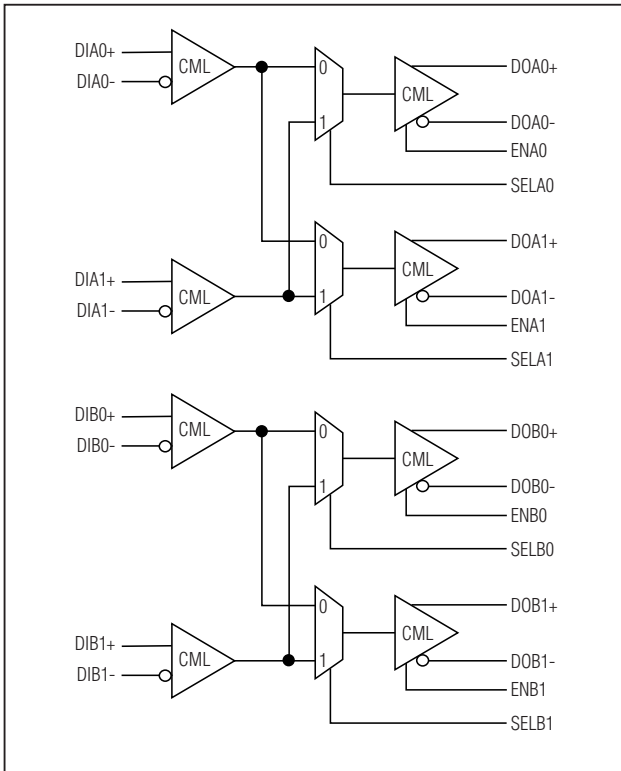 DIA0+
DIA0-
CML
0
1
CML
DOA0+
DOA0-
ENA0
SELA0
DIA1+
DIA1-
CML
0
1
CML
DOA1+
DOA1-
ENA1
SELA1
DIB0+
DIB0-
CML
0
1
CML
DOB0+
DOB0-
ENB0
SELB0
DIB1+
DIB1-
CML
0
1
CML
DOB1+
DOB1-
ENB1
SELB1